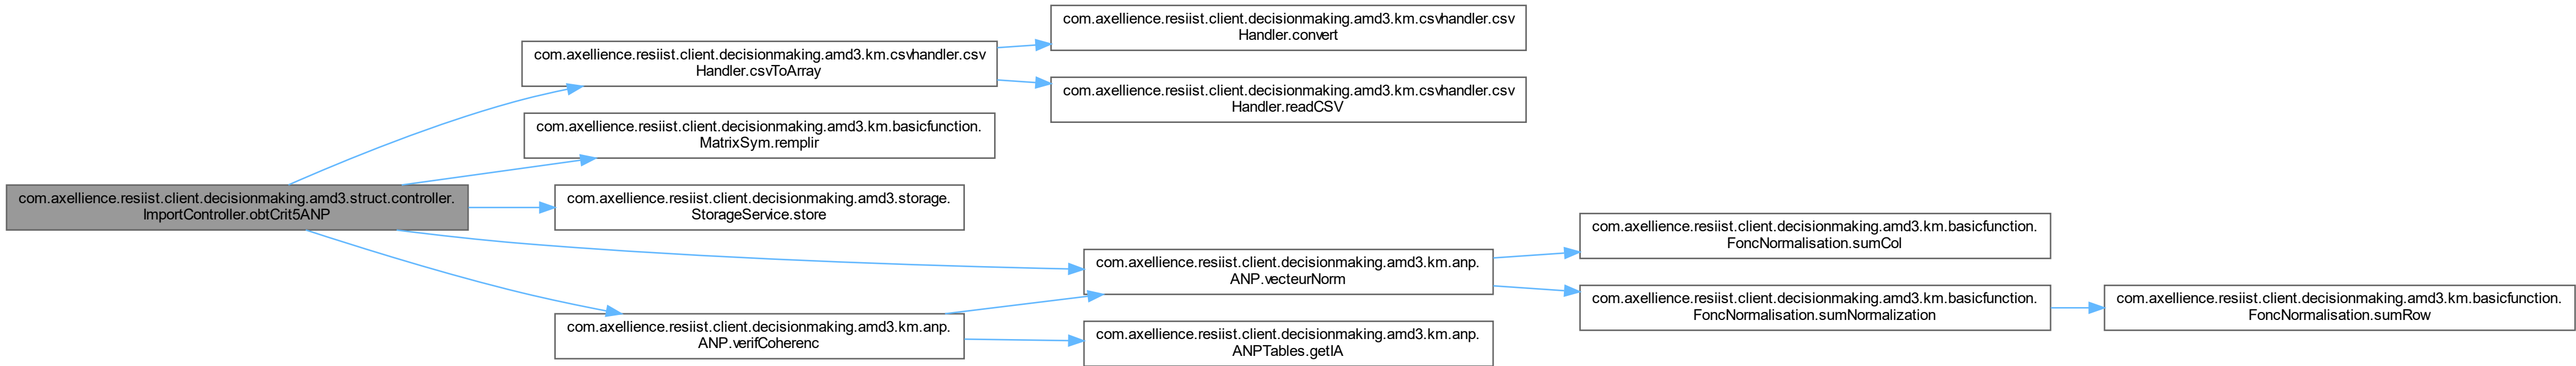 com.axellience.resiist.client.decisionmaking.amd3.struct.controller.
ImportController.obtCrit5ANP
com.axellience.resiist.client.decisionmaking.amd3.km.csvhandler.csv
Handler.csvToArray
com.axellience.resiist.client.decisionmaking.amd3.km.csvhandler.csv
Handler.convert
com.axellience.resiist.client.decisionmaking.amd3.km.csvhandler.csv
Handler.readCSV
com.axellience.resiist.client.decisionmaking.amd3.km.basicfunction.
MatrixSym.remplir
com.axellience.resiist.client.decisionmaking.amd3.storage.
StorageService.store
com.axellience.resiist.client.decisionmaking.amd3.km.anp.
ANP.vecteurNorm
com.axellience.resiist.client.decisionmaking.amd3.km.basicfunction.
FoncNormalisation.sumCol
com.axellience.resiist.client.decisionmaking.amd3.km.basicfunction.
FoncNormalisation.sumNormalization
com.axellience.resiist.client.decisionmaking.amd3.km.basicfunction.
FoncNormalisation.sumRow
com.axellience.resiist.client.decisionmaking.amd3.km.anp.
ANP.verifCoherenc
com.axellience.resiist.client.decisionmaking.amd3.km.anp.
ANPTables.getIA